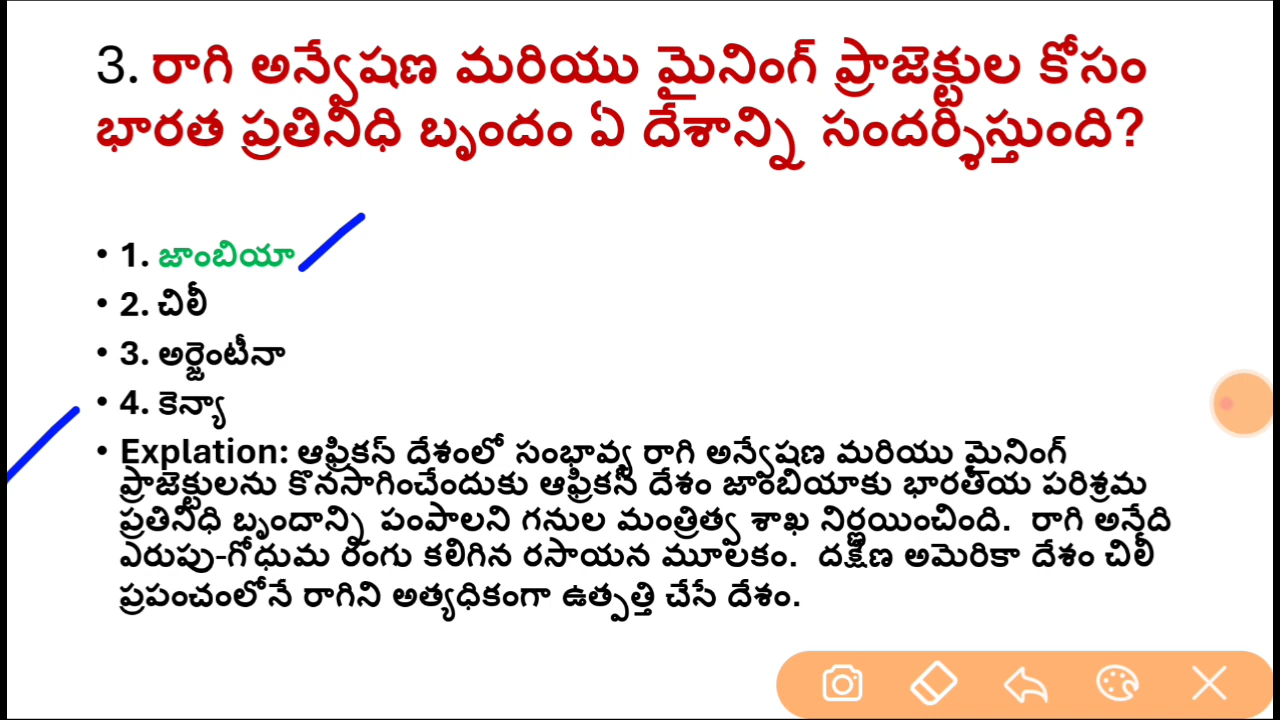 3. రాగి అన్వేషణ మరియు మైనింగ్ ప్రాజెక్టుల కోసం
భారత ప్రతినిధి బృందం ఏ దేశాన్ని సందర్శిస్తుంది?
• 1. జాంబియా
• 2. చిలీ
• 3. అర్జెంటీనా
• 4. కెన్యా
• Explation: ఆఫ్రికన్ దేశంలో సంభావ్య రాగి అన్వేషణ మరియు మైనింగ్
ప్రాజెక్టులను కొనసాగించేందుకు ఆఫ్రికన్ దేశం జాంబియాకు భారతీయ పరిశ్రమ
ప్రతినిధి బృందాన్ని పంపాలని గనుల మంత్రిత్వ శాఖ నిర్ణయించింది. రాగి అనేది
ఎరుపు-గోధుమ రంగు కలిగిన రసాయన మూలకం. దక్షిణ అమెరికా దేశం చిలీ
ప్రపంచంలోనే రాగిని అత్యధికంగా ఉత్పత్తి చేసే దేశం.